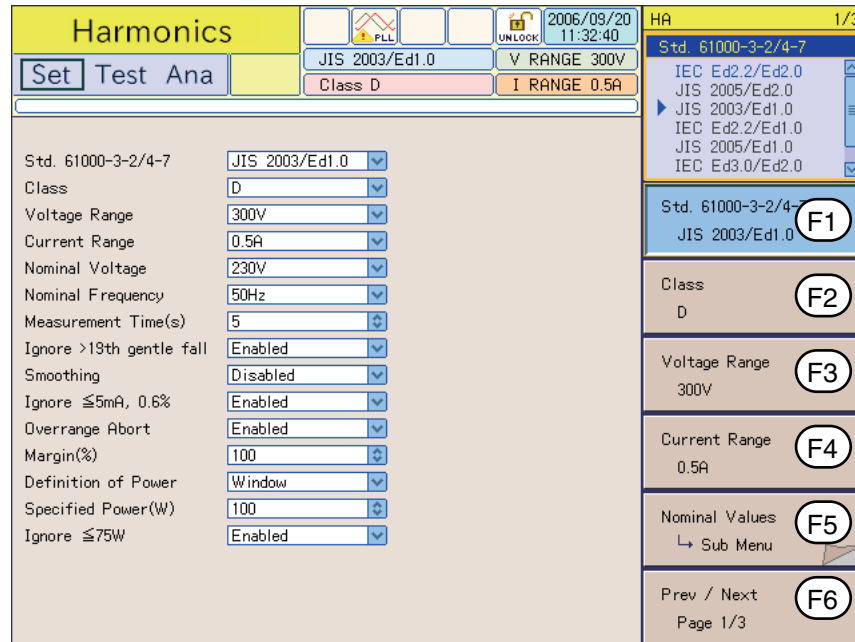 Harmonics
PLL
UNLOCK
2006/09/20
11:32:40
Set Test Ana
JIS 2003/Ed1.0
V RANGE 300V
Class D
I RANGE 0.5A
Std. 61000-3-2/4-7 JIS 2003/Ed1.0
Class D
Voltage Range 300V
Current Range 0.5A
Nominal Voltage 230V
Nominal Frequency 50Hz
Measurement Time(s) 5
Ignore >19th gentle fall Enabled
Smoothing Disabled
Ignore ≦5mA, 0.6% Enabled
Overrange Abort Enabled
Margin(%) 100
Definition of Power Window
Specified Power(W) 100
Ignore ≦75W Enabled
HA 1/3
Std. 61000-3-2/4-7
IEC Ed2.2/Ed2.0
JIS 2005/Ed2.0
JIS 2003/Ed1.0
IEC Ed2.2/Ed1.0
JIS 2005/Ed1.0
IEC Ed3.0/Ed2.0
Std. 61000-3-2/4-7
JIS 2003/Ed1.0
F1
Class
D
F2
Voltage Range
300V
F3
Current Range
0.5A
F4
Nominal Values
↳ Sub Menu
F5
Prev / Next
Page 1/3
F6